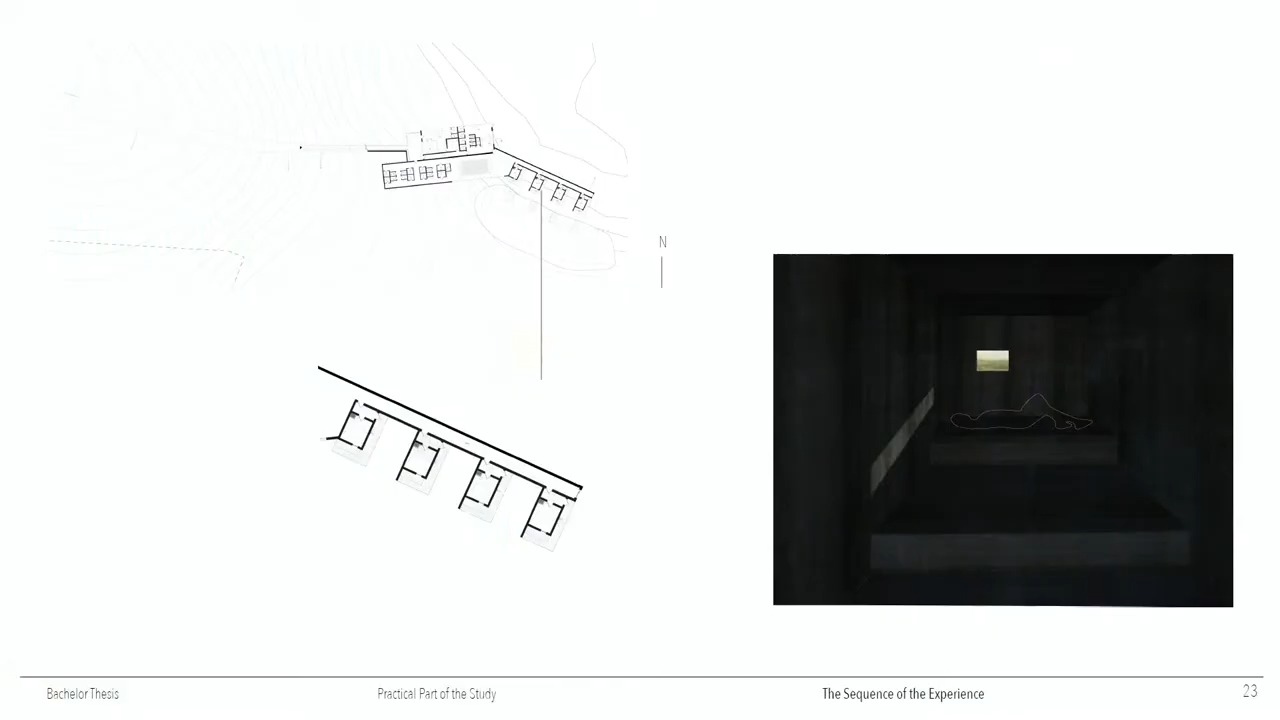 N
Bachelor Thesis
Practical Part of the Study
The Sequence of the Experience
23